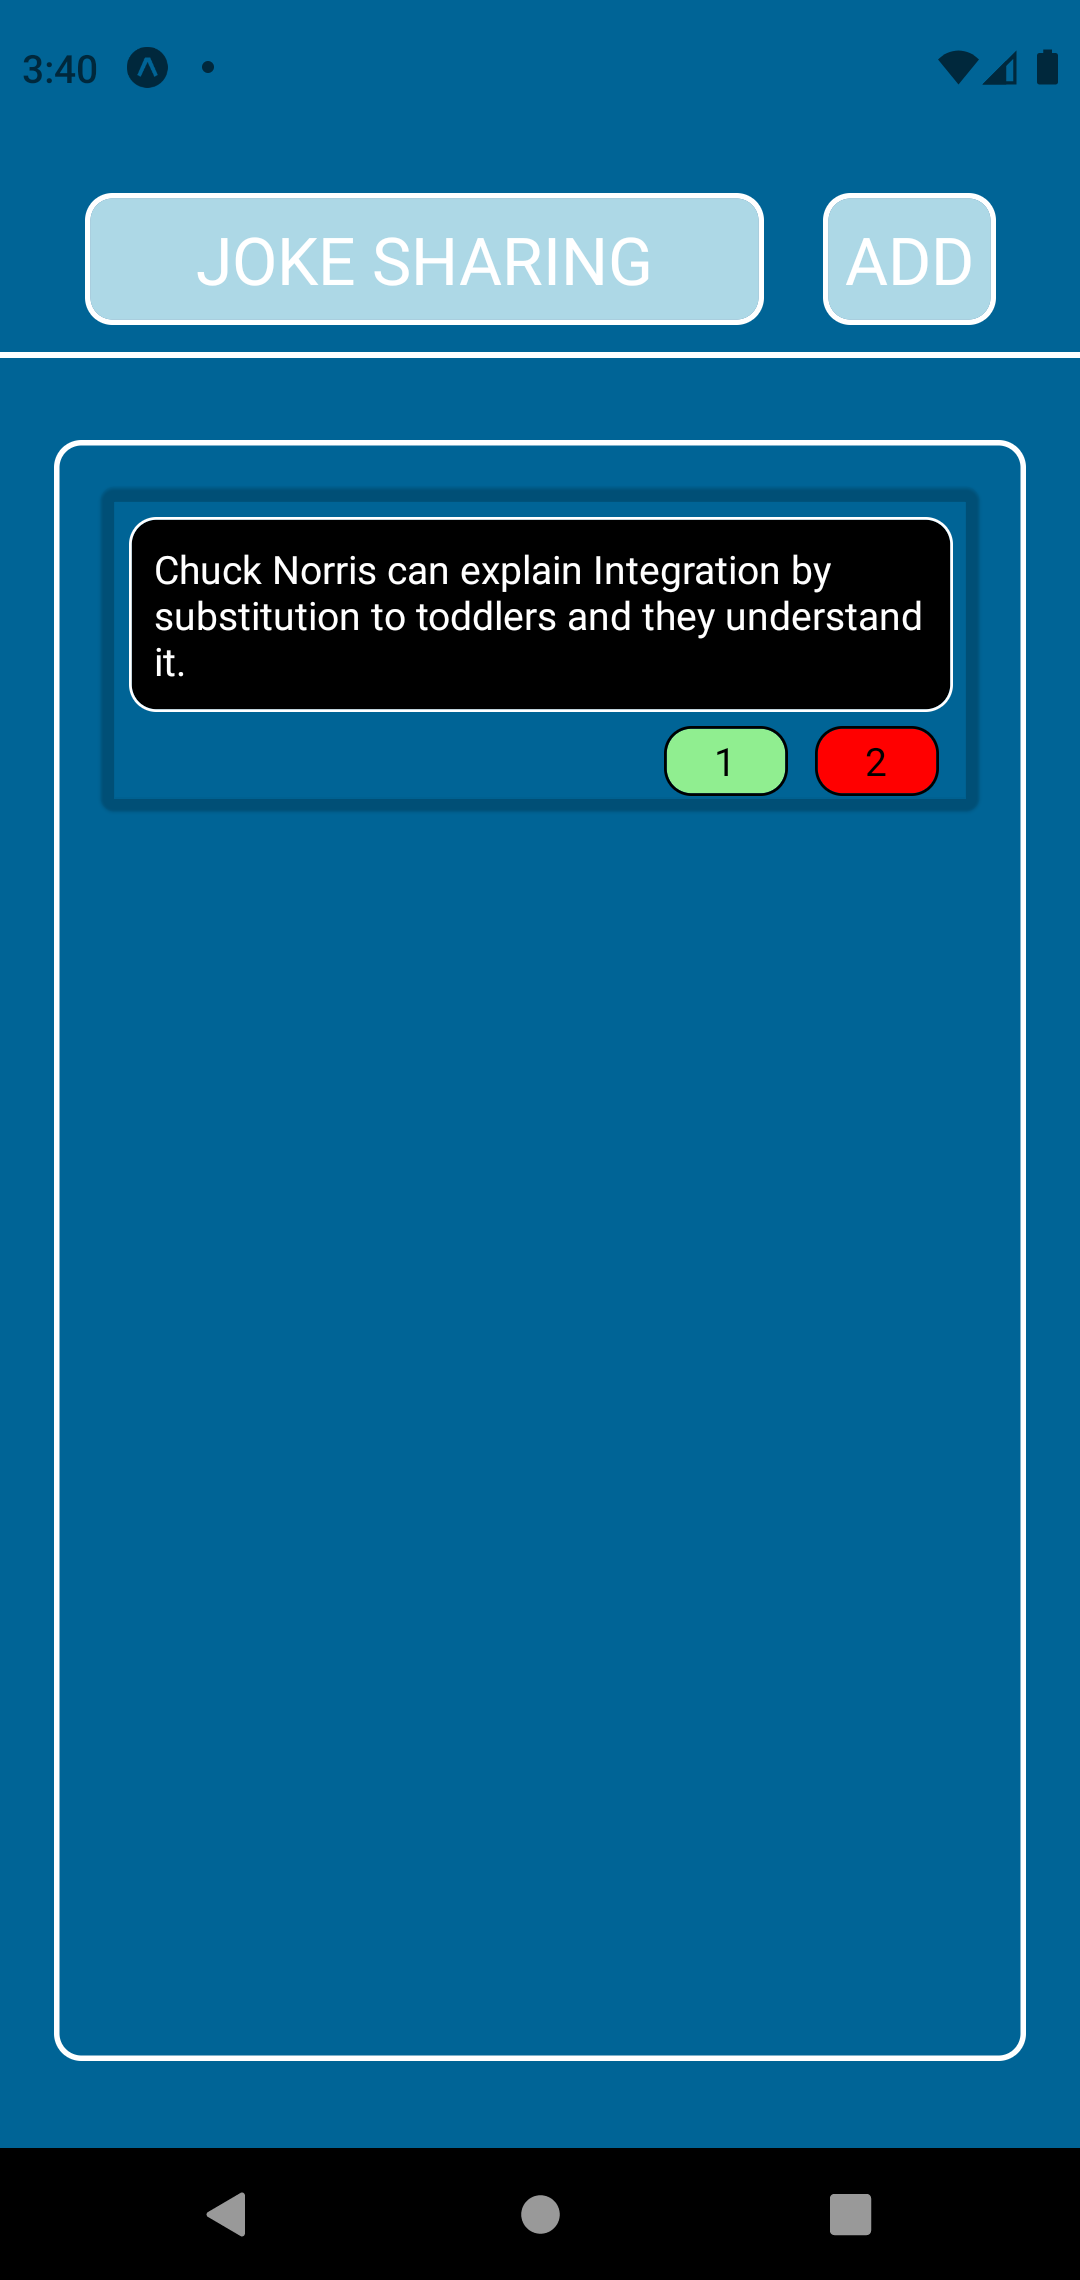 3:40
JOKE SHARING
ADD
Chuck Norris can explain Integration by
substitution to toddlers and they understand
it.
1
2